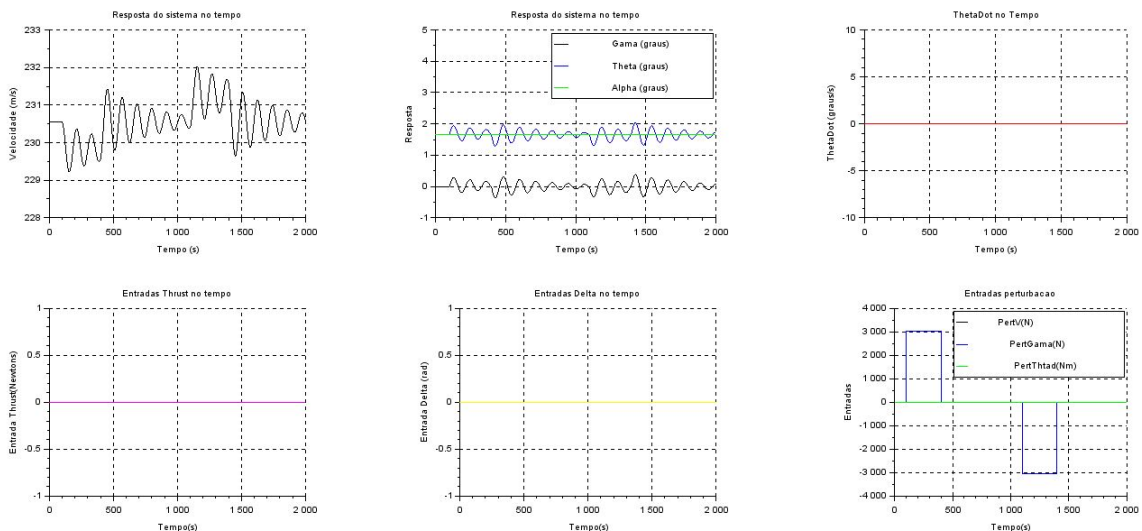 Resposta do sistema no tempo
233
232
231
230
229
228
Velocidade (m/s)
0
500
1 000
1 500
2 000
Tempo (s)
Resposta do sistema no tempo
5
4
3
2
1
0
-1
Resposta
Gama (graus)
Theta (graus)
Alpha (graus)
0
500
1 000
1 500
2 000
Tempo (s)
ThetaDot no Tempo
10
5
0
-5
-10
ThetaDot (graus/s)
0
500
1 000
1 500
2 000
Tempo (s)
Entradas Thrust no tempo
1
0.5
0
-0.5
-1
Entrada Thrust(Newtons)
0
500
1 000
1 500
2 000
Tempo(s)
Entradas Delta no tempo
1
0.5
0
-0.5
-1
Entrada Delta (rad)
0
500
1 000
1 500
2 000
Tempo(s)
Entradas perturbacao
4 000
3 000
2 000
1 000
0
-1 000
-2 000
-3 000
-4 000
Entradas
PertV(N)
PertGama(N)
PertThtad(Nm)
0
500
1 000
1 500
2 000
Tempo(s)